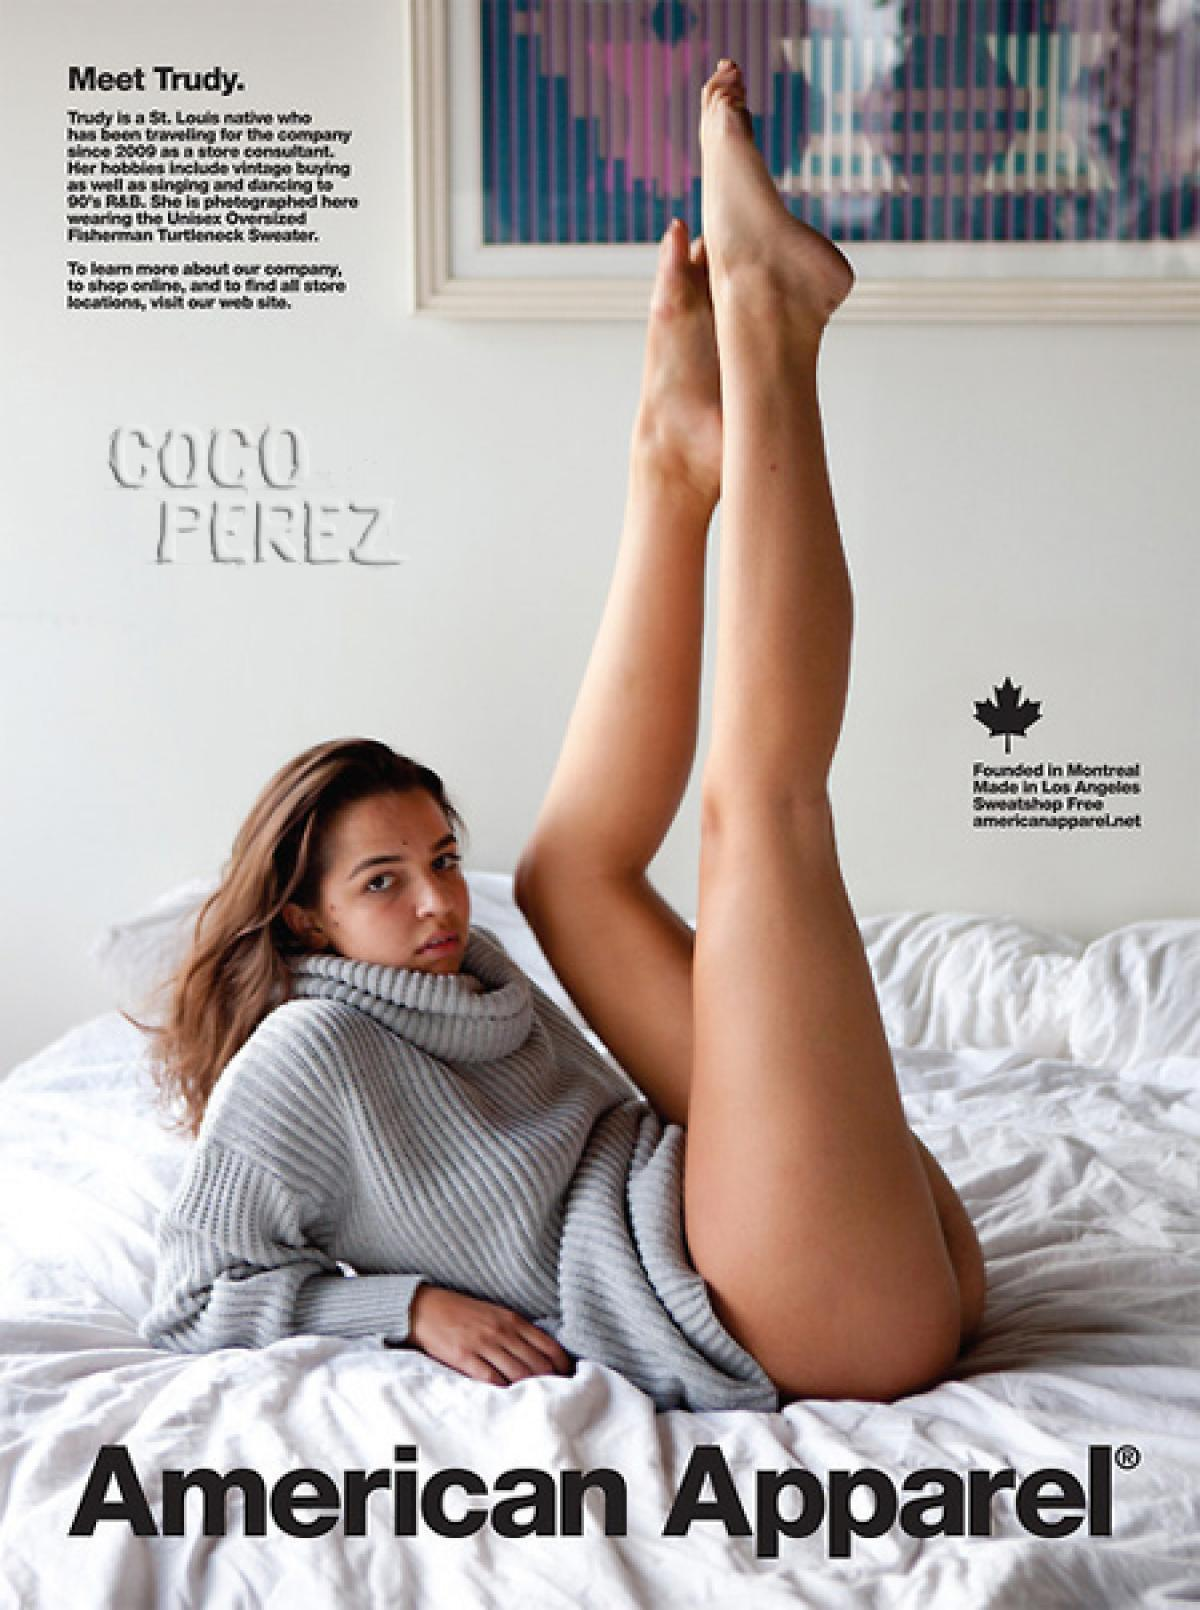 Meet Trudy.
Trudy is a St. Louis native who
has been traveling for the company
since 2009 as a store consultant.
Her hobbies include vintage buying
as well as singing and dancing to
90's R&B. She is photographed here
wearing the Unisex Oversized
Fisherman Turtleneck Sweater.
To learn more about our company,
to shop online, and to find all store
locations, visit our web site.
COCO
PEREZ
Founded in Montreal
Made in Los Angeles
Sweatshop Free
americanapparel.net
American Apparel®